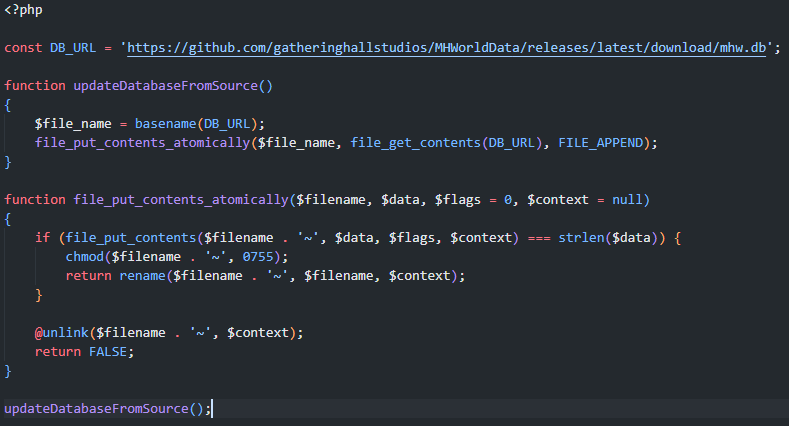 <?php
const DB_URL = 'https://github.com/gatheringhallstudios/MHWorldData/releases/latest/download/mhw.db';
function updateDatabaseFromSource()
{
    $file_name = basename(DB_URL);
    file_put_contents_atomically($file_name, file_get_contents(DB_URL), FILE_APPEND);
}
function file_put_contents_atomically($filename, $data, $flags = 0, $context = null)
{
    if (file_put_contents($filename . '~', $data, $flags, $context) === strlen($data)) {
        chmod($filename . '~', 0755);
        return rename($filename . '~', $filename, $context);
    }
    @unlink($filename . '~', $context);
    return FALSE;
}
updateDatabaseFromSource();